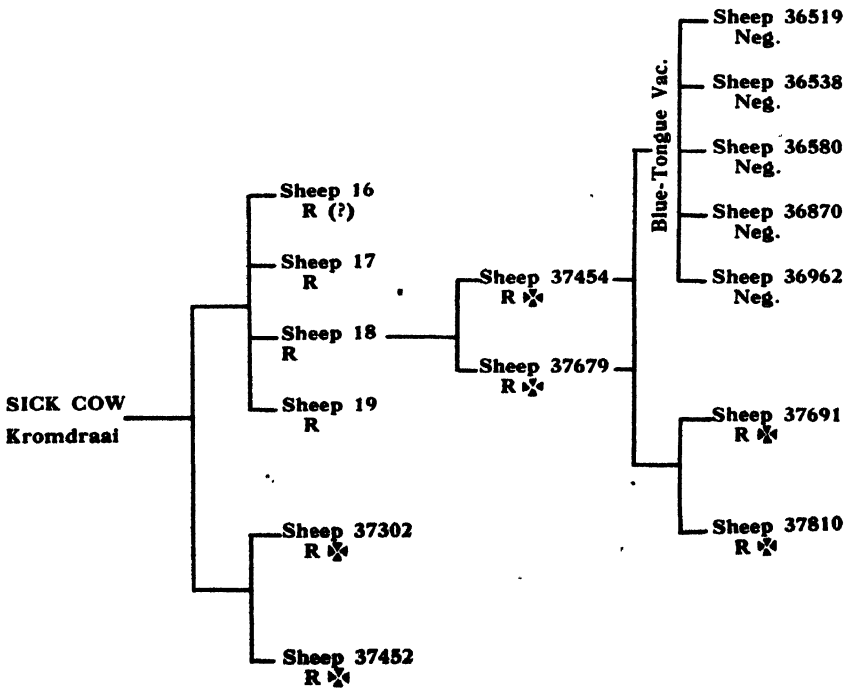 SICK COW
Kromdraai
Sheep 16
R (?)
Sheep 17
R
Sheep 18
R
Sheep 19
R
Sheep 37302
R ✠
Sheep 37452
R ✠
Sheep 37454
R ✠
Sheep 37679
R ✠
Blue-Tongue Vac.
Sheep 36519
Neg.
Sheep 36538
Neg.
Sheep 36580
Neg.
Sheep 36870
Neg.
Sheep 36962
Neg.
Sheep 37691
R ✠
Sheep 37810
R ✠